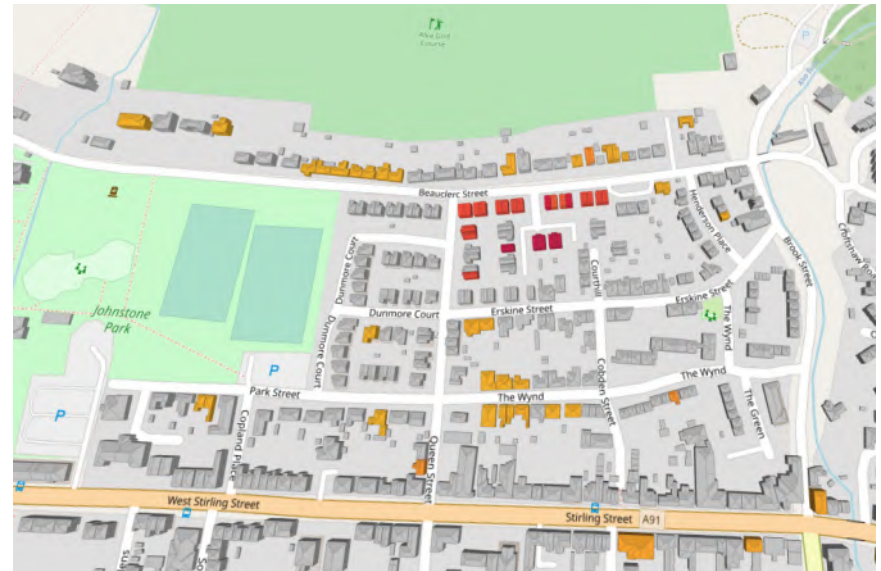 Alva Golf
Course
P
Beauclerc Street
Henderson Place
Brook Street
Dunmore Court
Courthill
Johnstone
Park
Dunmore Court
Erskine Street
Erskine Street
Dunmore Court
The Wynd
P
P
Park Street
The Wynd
The Wynd
Cobden Street
Copland Place
Queen Street
The Green
West Stirling Street
Stirling Street
A91